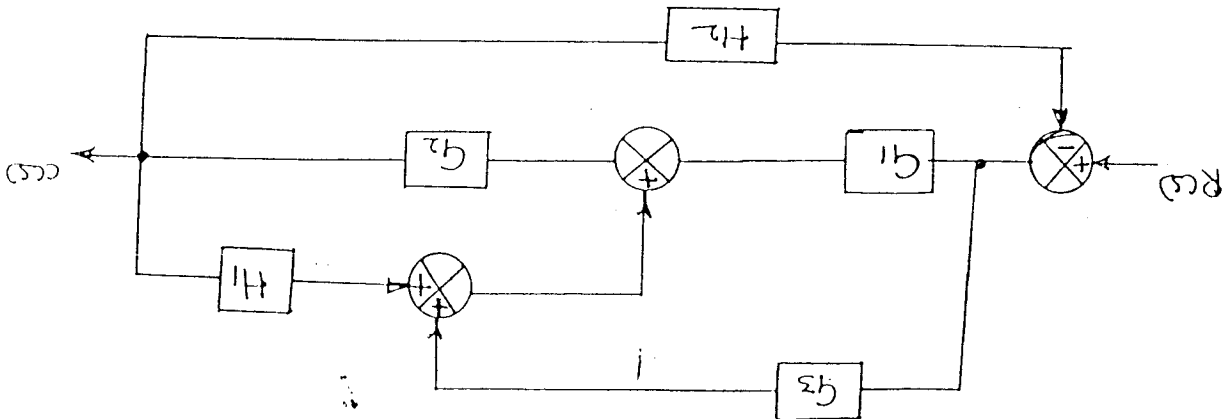 G3
+
H1
+
R(s)
+
G1
+
G2
C(s)
-
H2